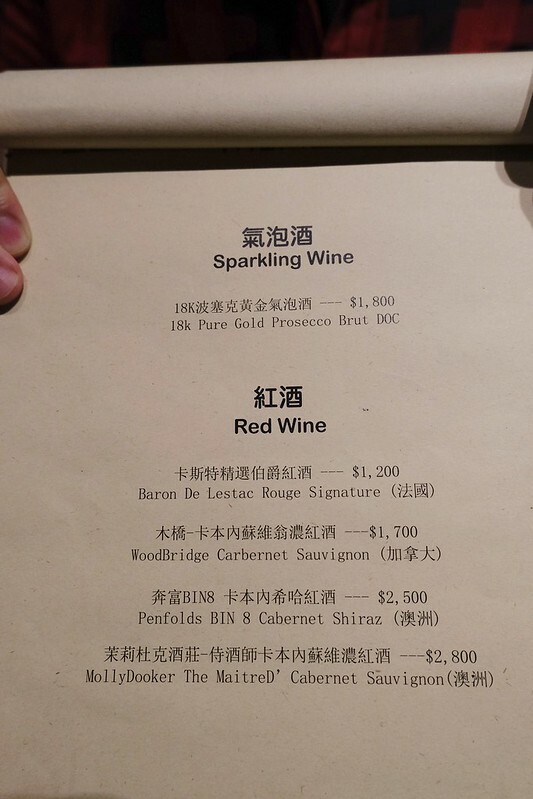 氣泡酒
Sparkling Wine
18K波塞克黃金氣泡酒 --- $1,800
18k Pure Gold Prosecco Brut DOC
紅酒
Red Wine
卡斯特精選伯爵紅酒 --- $1,200
Baron De Lestac Rouge Signature (法國)
木橋-卡本內蘇維翁濃紅酒 ---$1,700
WoodBridge Carbernet Sauvignon (加拿大)
奔富BIN8 卡本內希哈紅酒 --- $2,500
Penfolds BIN 8 Cabernet Shiraz (澳洲)
茉莉杜克酒莊-侍酒師卡本內蘇維濃紅酒 ---$2,800
MollyDooker The MaitreD' Cabernet Sauvignon(澳洲)